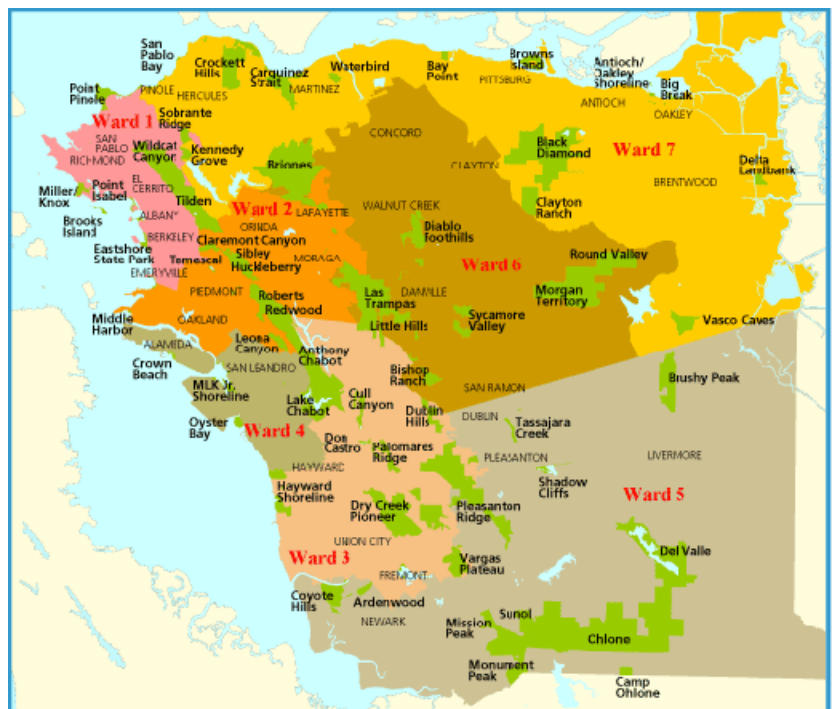 San
Pablo
Bay
Crockett
Hills
Carquinez
Strait
Waterbird
Bay
Point
Browns
Island
PITTSBURG
Antioch/
Oakley
Shoreline
Big
Break
Point
Pinole
PINOLE
HERCULES
MARTINEZ
ANTIOCH
OAKLEY
Ward 1
Sobrante
Ridge
CONCORD
SAN
PABLO
RICHMOND
Wildcat
Canyon
Kennedy
Grove
Briones
CLAYTON
Black
Diamond
Ward 7
Delta
Landbank
BRENTWOOD
Miller/
Knox
Point
Isabel
EL
CERRITO
Tilden
Ward 2
LAFAYETTE
WALNUT CREEK
Clayton
Ranch
Brooks
Island
ALBANY
ORINDA
Diablo
Foothills
BERKELEY
Claremont Canyon
Eastshore
State Park
Temescal
Sibley
Huckleberry
MORAGA
Ward 6
Round Valley
EMERYVILLE
PIEDMONT
Roberts
Redwood
Las
Trampas
DANVILLE
Morgan
Territory
Middle
Harbor
OAKLAND
Little Hills
Sycamore
Valley
Vasco Caves
ALAMEDA
Leona
Canyon
Anthony
Chabot
Crown
Beach
SAN LEANDRO
Bishop
Ranch
Brushy Peak
MLK Jr.
Shoreline
Lake
Chabot
Cull
Canyon
SAN RAMON
Dublin
Hills
DUBLIN
Tassajara
Creek
Oyster
Bay
Ward 4
Don
Castro
Palomares
Ridge
PLEASANTON
LIVERMORE
HAYWARD
Hayward
Shoreline
Shadow
Cliffs
Ward 5
Dry Creek
Pioneer
Pleasanton
Ridge
UNION CITY
Del Valle
Ward 3
FREMONT
Vargas
Plateau
Coyote
Hills
Ardenwood
NEWARK
Mission
Peak
Sunol
Chlone
Monument
Peak
Camp
Ohlone